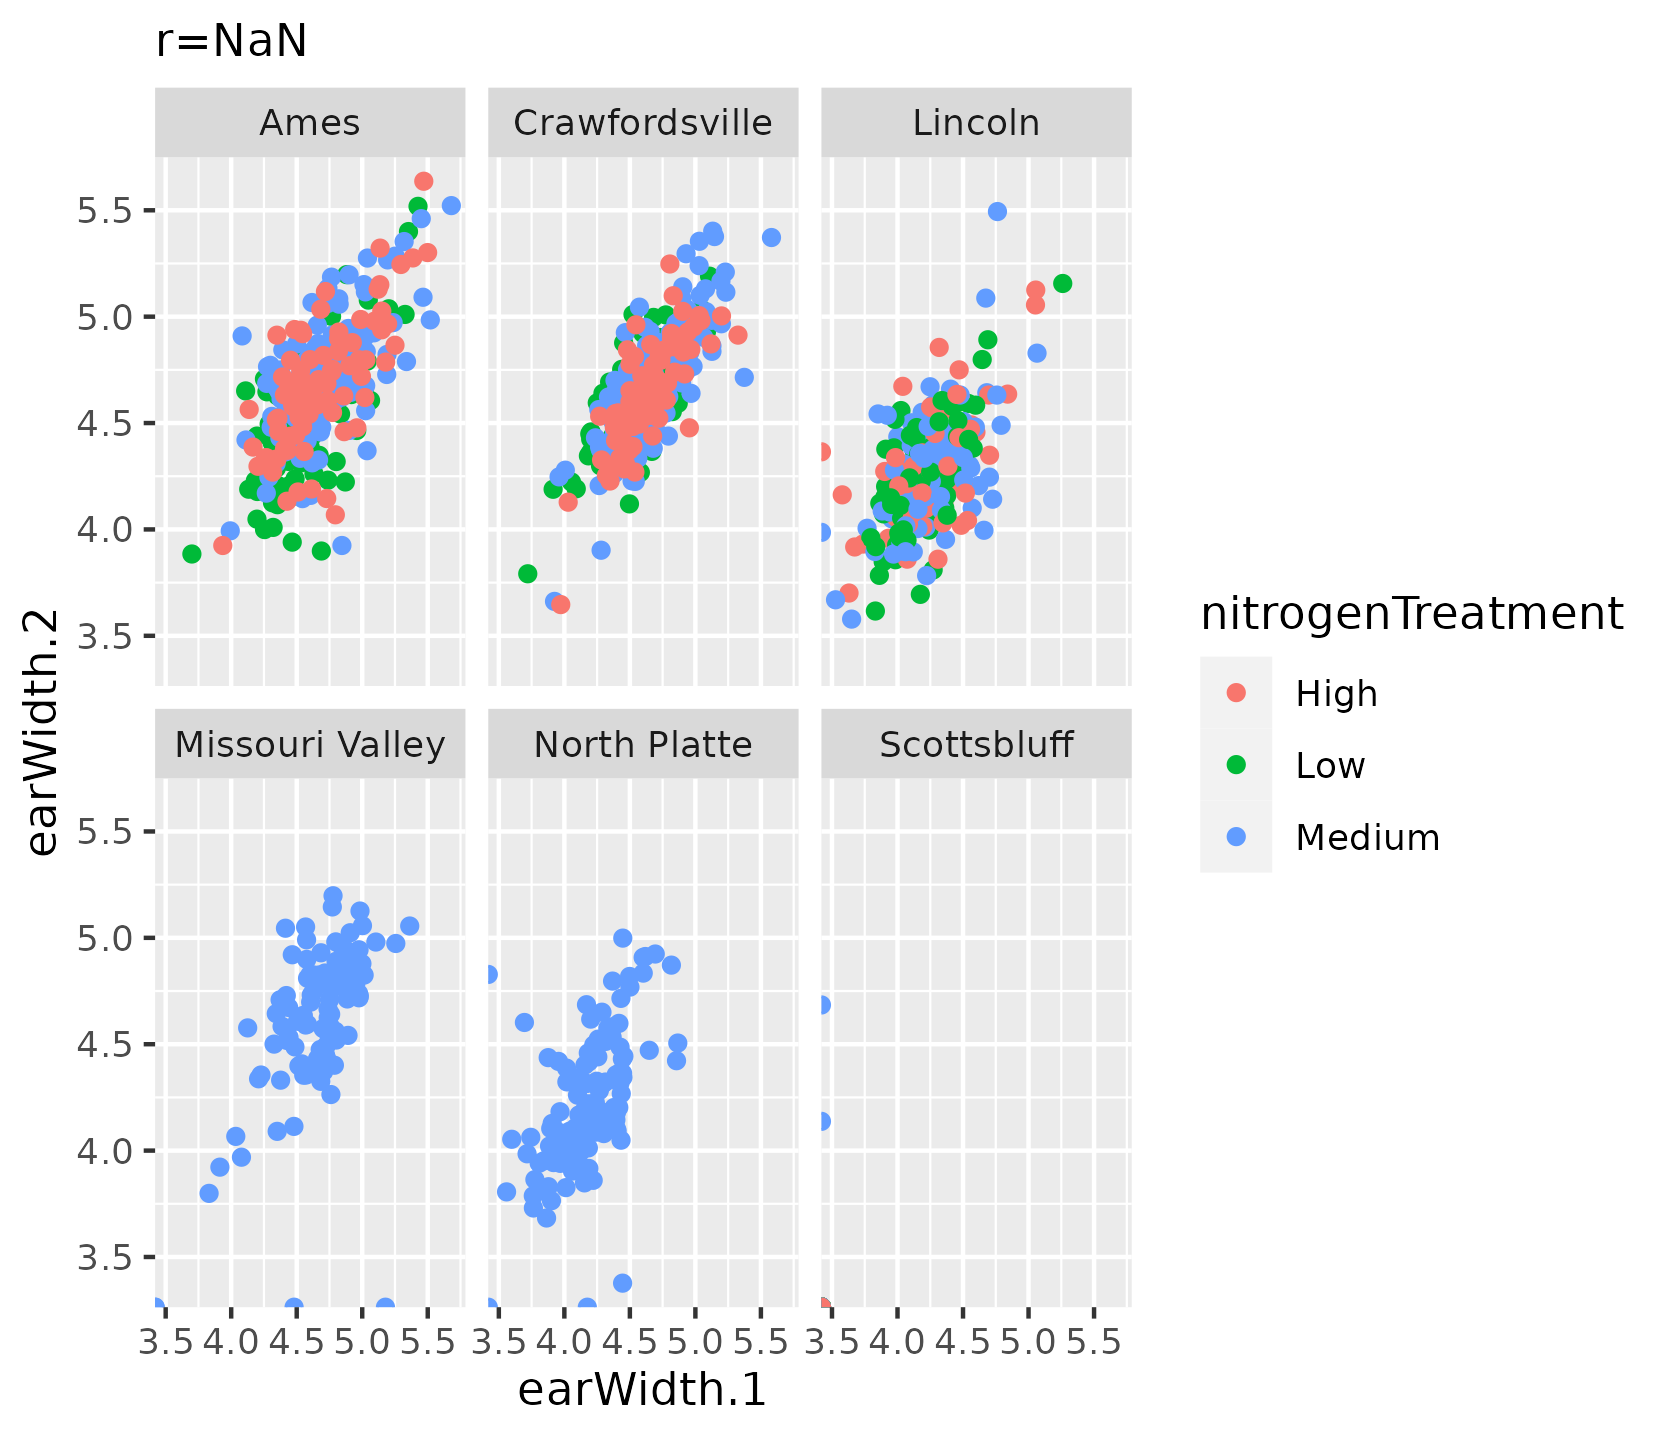 r=NaN
Ames
Crawfordsville
Lincoln
5.5
5.0
4.5
4.0
3.5
Missouri Valley
North Platte
Scottsbluff
5.5
5.0
4.5
4.0
3.5
3.5 4.0 4.5 5.0 5.5 3.5 4.0 4.5 5.0 5.5 3.5 4.0 4.5 5.0 5.5
earWidth.1
earWidth.2
nitrogenTreatment
High
Low
Medium